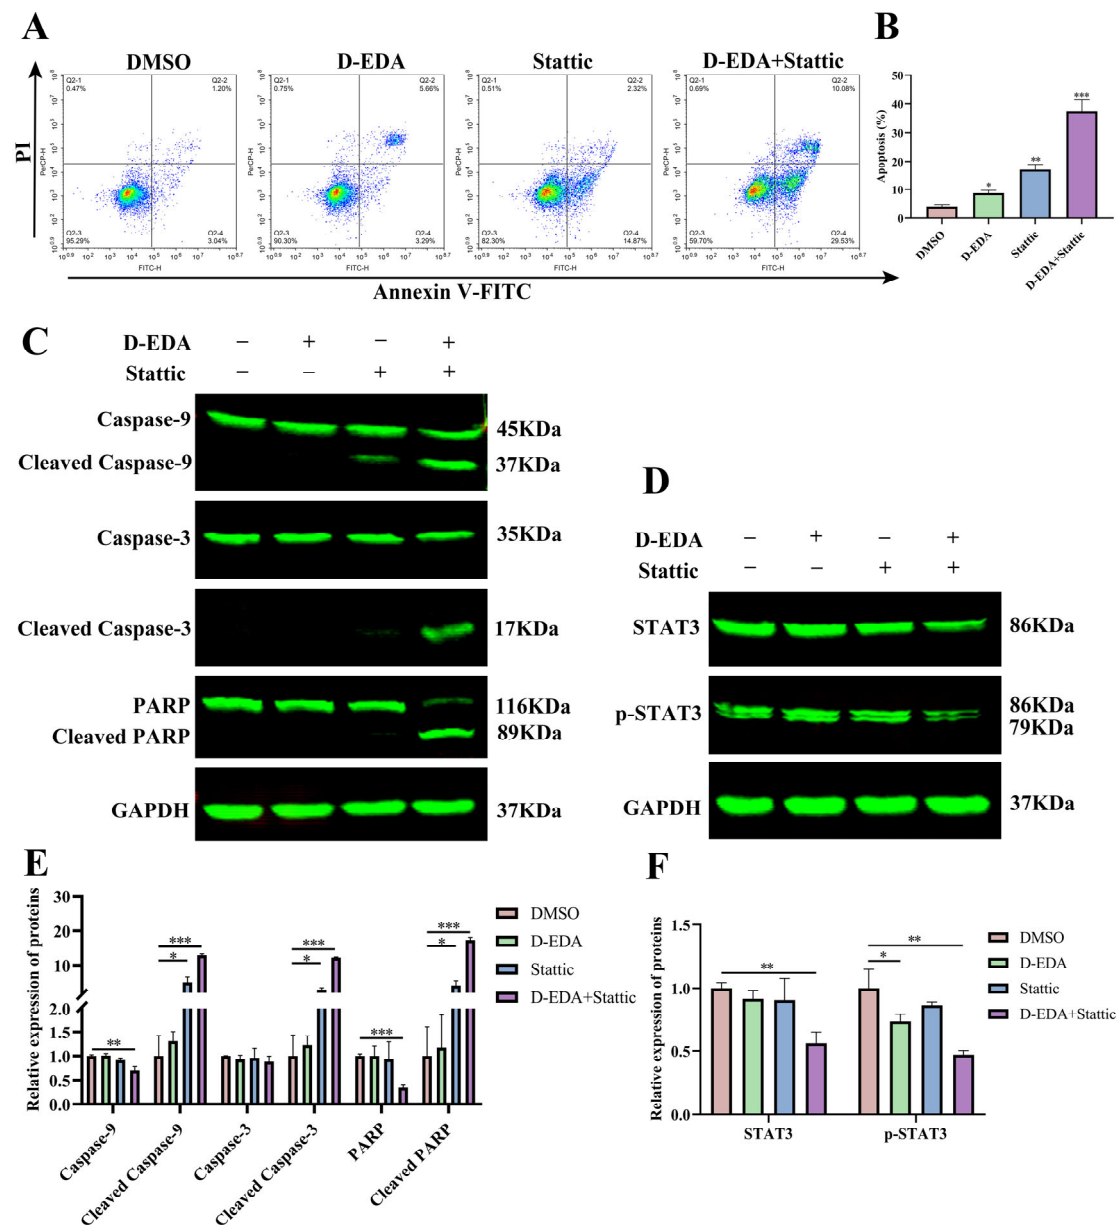 A
DMSO
D-EDA
Stattic
D-EDA+Stattic
PI
Q2-1
0.47%
Q2-2
1.20%
Q2-3
95.29%
Q2-4
3.04%
PerCP-H
FITC-H
Q2-1
0.75%
Q2-2
5.66%
Q2-3
90.30%
Q2-4
3.29%
PerCP-H
FITC-H
Q2-1
0.51%
Q2-2
2.32%
Q2-3
82.30%
Q2-4
14.87%
PerCP-H
FITC-H
Q2-1
0.69%
Q2-2
10.08%
Q2-3
59.70%
Q2-4
29.53%
PerCP-H
FITC-H
Annexin V-FITC
B
Apoptosis (%)
50
40
30
20
10
0
* ** ***
DMSO
D-EDA
Stattic
D-EDA+Stattic
C
D-EDA − + − +
Stattic − − + +
Caspase-9 45KDa
Cleaved Caspase-9 37KDa
Caspase-3 35KDa
Cleaved Caspase-3 17KDa
PARP 116KDa
Cleaved PARP 89KDa
GAPDH 37KDa
D
D-EDA − + − +
Stattic − − + +
STAT3 86KDa
p-STAT3 86KDa
79KDa
GAPDH 37KDa
E
Relative expression of proteins
30
20
10
2.0
1.5
1.0
0.5
0.0
**
***
*
***
*
***
***
*
Caspase-9
Cleaved Caspase-9
Caspase-3
Cleaved Caspase-3
PARP
Cleaved PARP
DMSO
D-EDA
Stattic
D-EDA+Stattic
F
Relative expression of proteins
1.5
1.0
0.5
0.0
**
**
*
STAT3
p-STAT3
DMSO
D-EDA
Stattic
D-EDA+Stattic